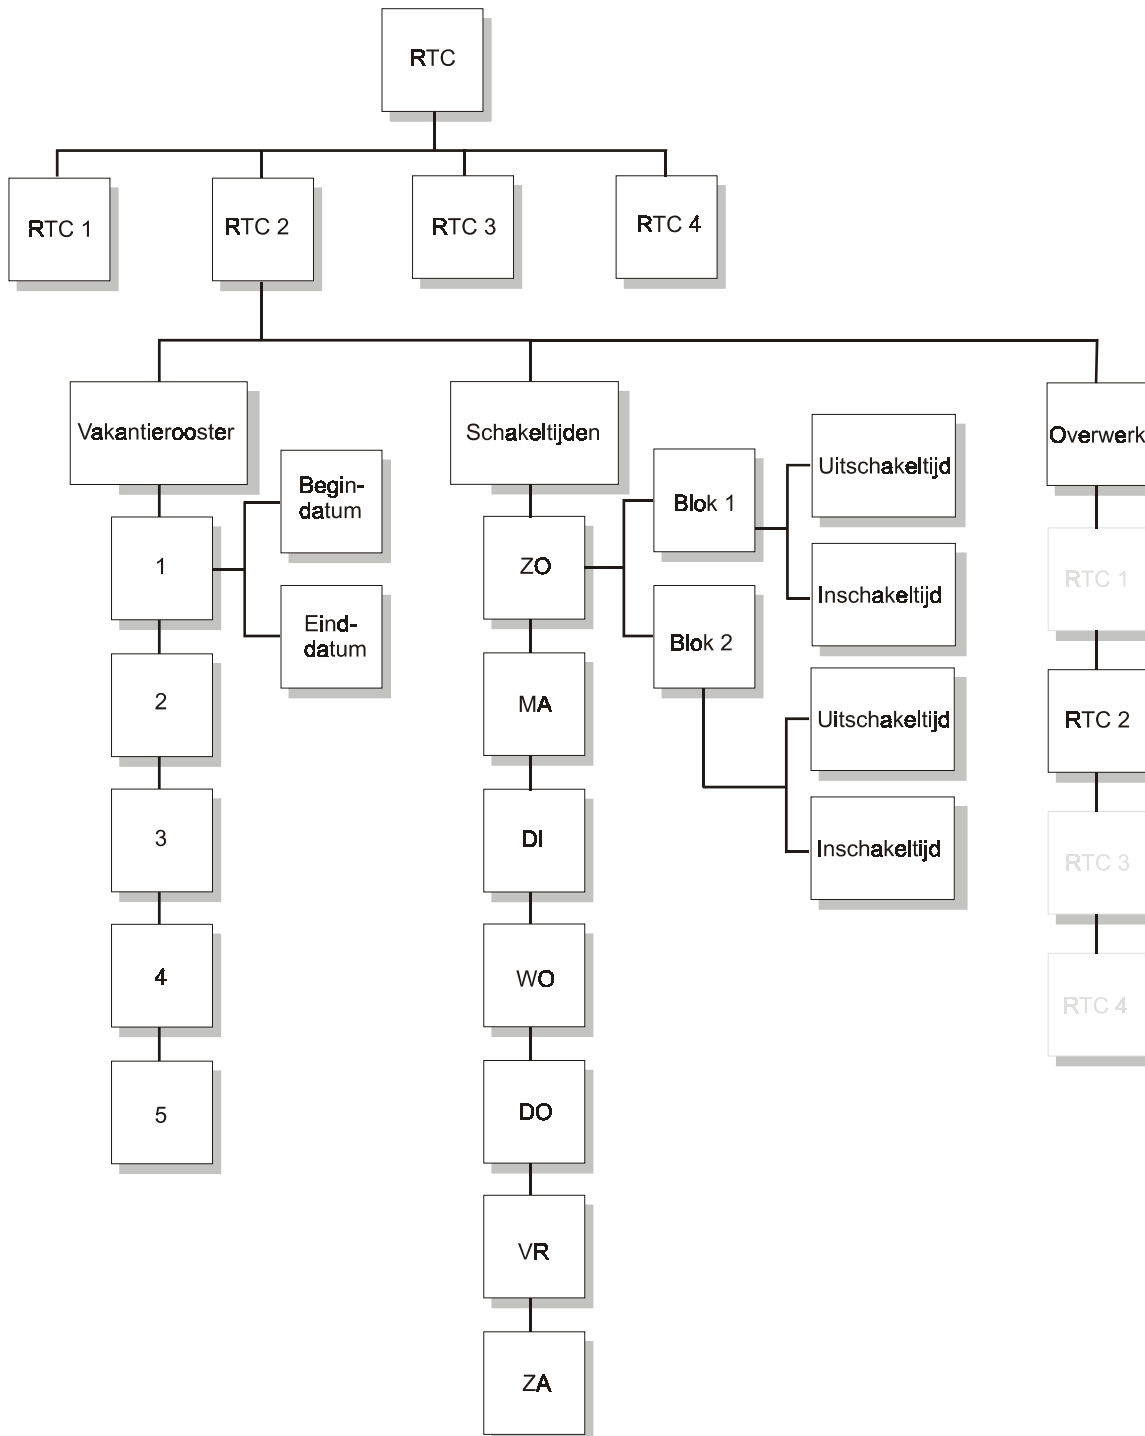 RTC
RTC 1
RTC 2
RTC 3
RTC 4
Vakantierooster
Schakeltijden
Overwerk
1
Begin-
datum
Eind-
datum
2
3
4
5
ZO
Blok 1
Uitschakeltijd
Inschakeltijd
Blok 2
Uitschakeltijd
Inschakeltijd
MA
DI
WO
DO
VR
ZA
RTC 1
RTC 2
RTC 3
RTC 4